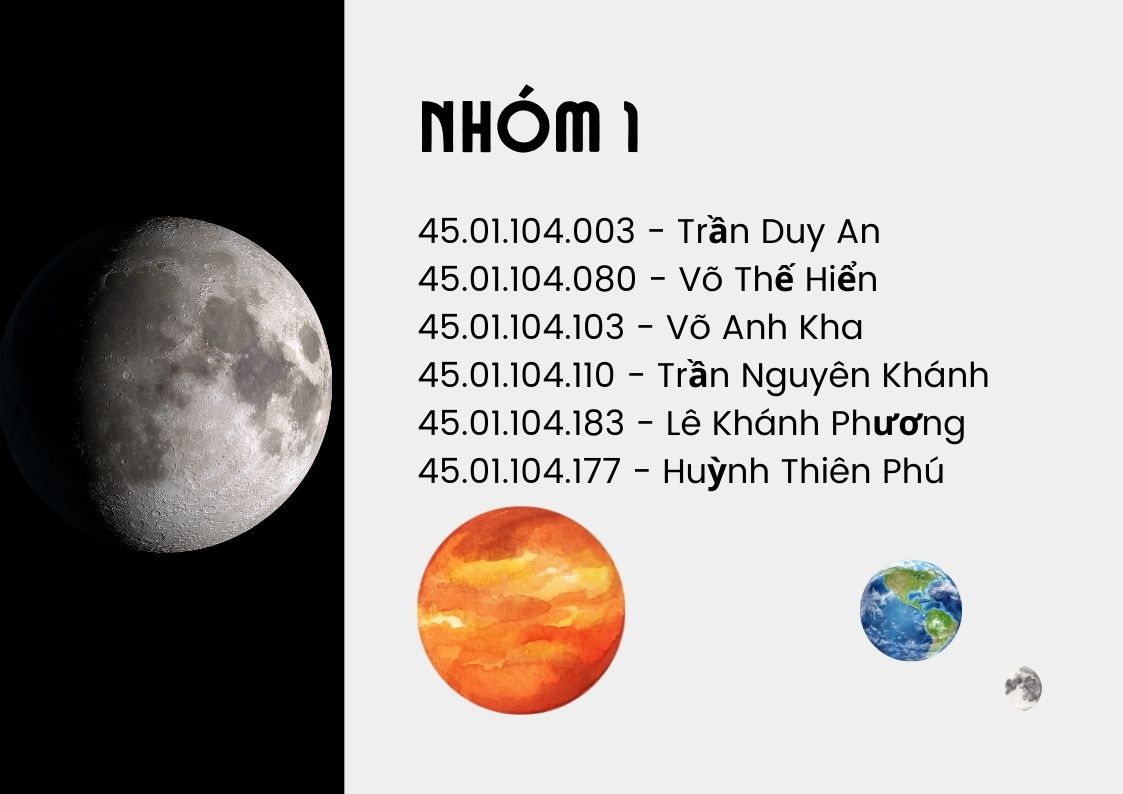 NHÓM 1
45.01.104.003 - Trần Duy An
45.01.104.080 - Võ Thế Hiển
45.01.104.103 - Võ Anh Kha
45.01.104.110 - Trần Nguyên Khánh
45.01.104.183 - Lê Khánh Phương
45.01.104.177 - Huỳnh Thiên Phú